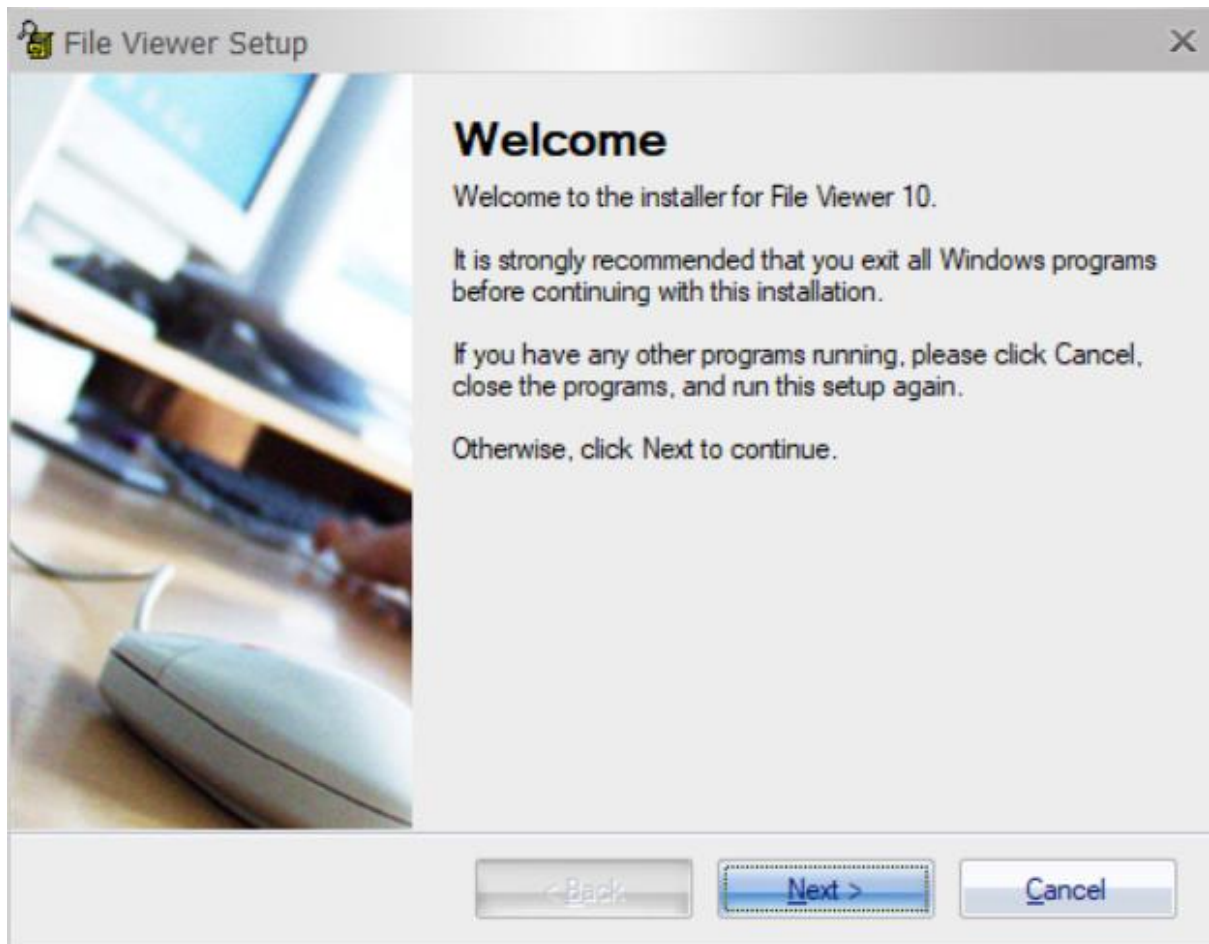 File Viewer Setup
Welcome
Welcome to the installer for File Viewer 10.
It is strongly recommended that you exit all Windows programs
before continuing with this installation.
If you have any other programs running, please click Cancel,
close the programs, and run this setup again.
Otherwise, click Next to continue.
< Back
Next >
Cancel